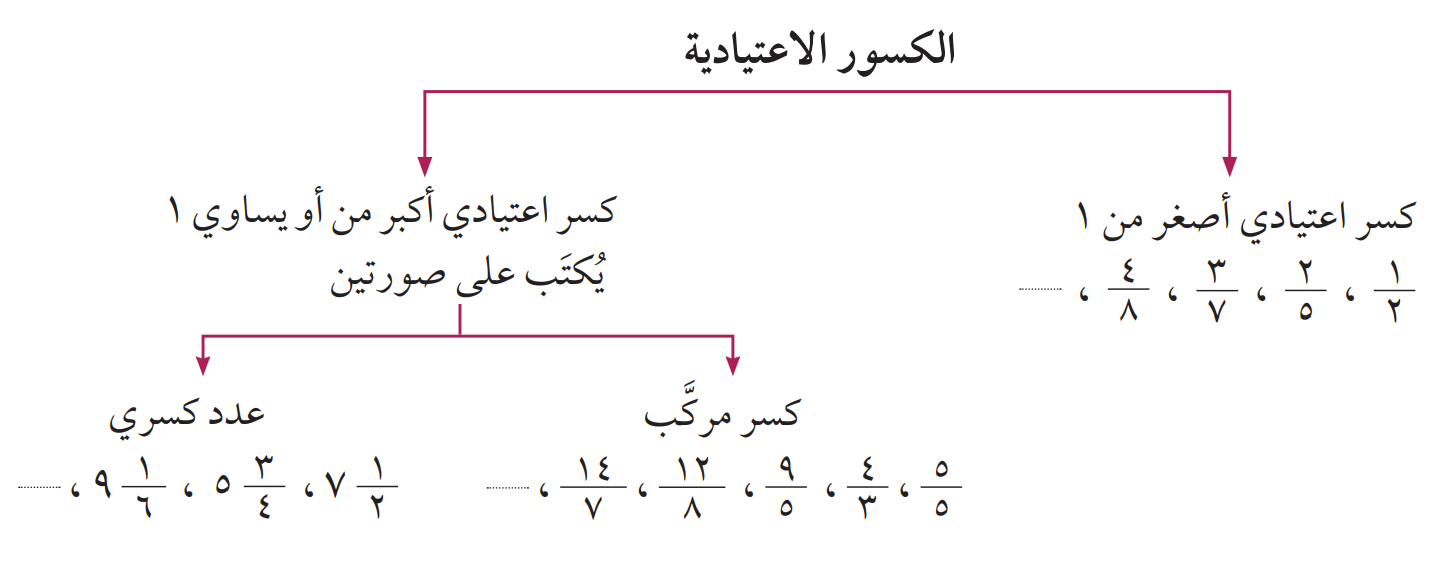 الكسور الاعتيادية
كسر اعتيادي أصغر من ١
١/٢ ، ٢/٥ ، ٣/٧ ، ٤/٨ ، ........
كسر اعتيادي أكبر من أو يساوي ١
يُكتَب على صورتين
كسر مركَّب
٥/٥ ، ٤/٣ ، ٩/٥ ، ١٢/٨ ، ١٤/٧ ، ........
عدد كسري
٧ ١/٢ ، ٥ ٣/٤ ، ٩ ١/٦ ، ........